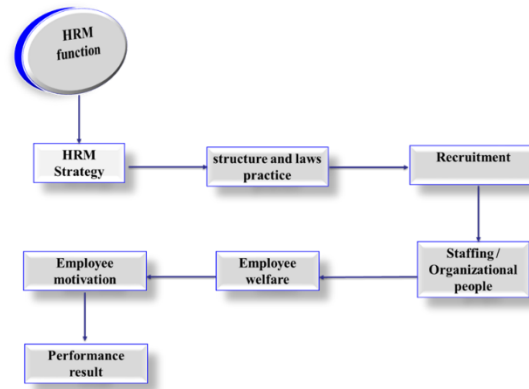 HRM
function
HRM
Strategy
structure and laws
practice
Recruitment
Staffing /
Organizational
people
Employee
welfare
Employee
motivation
Performance
result